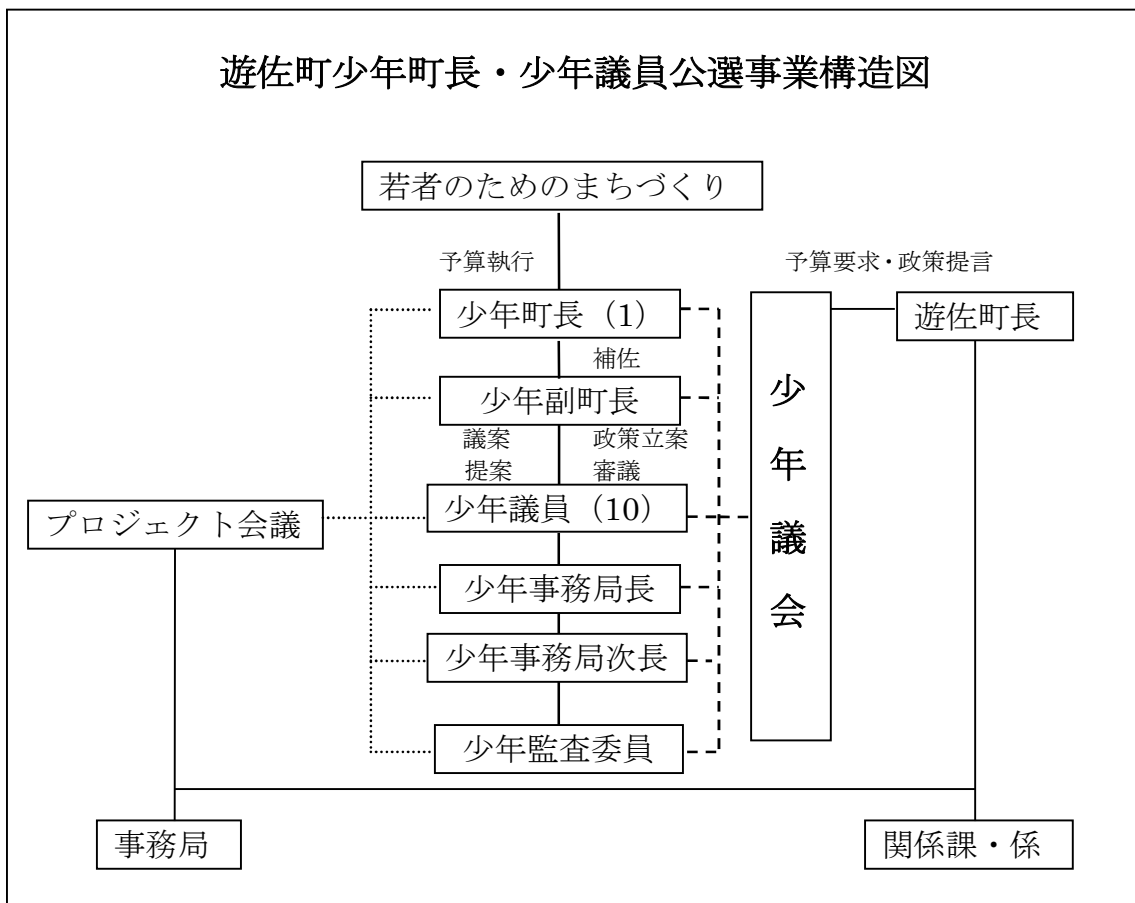 遊佐町少年町長・少年議員公選事業構造図
若者のためのまちづくり
予算執行
予算要求・政策提言
少年町長（1）
遊佐町長
補佐
少年副町長
議案
提案
政策立案
審議
少年議員（10）
プロジェクト会議
少年事務局長
少年事務局次長
少年監査委員
少年議会
事務局
関係課・係